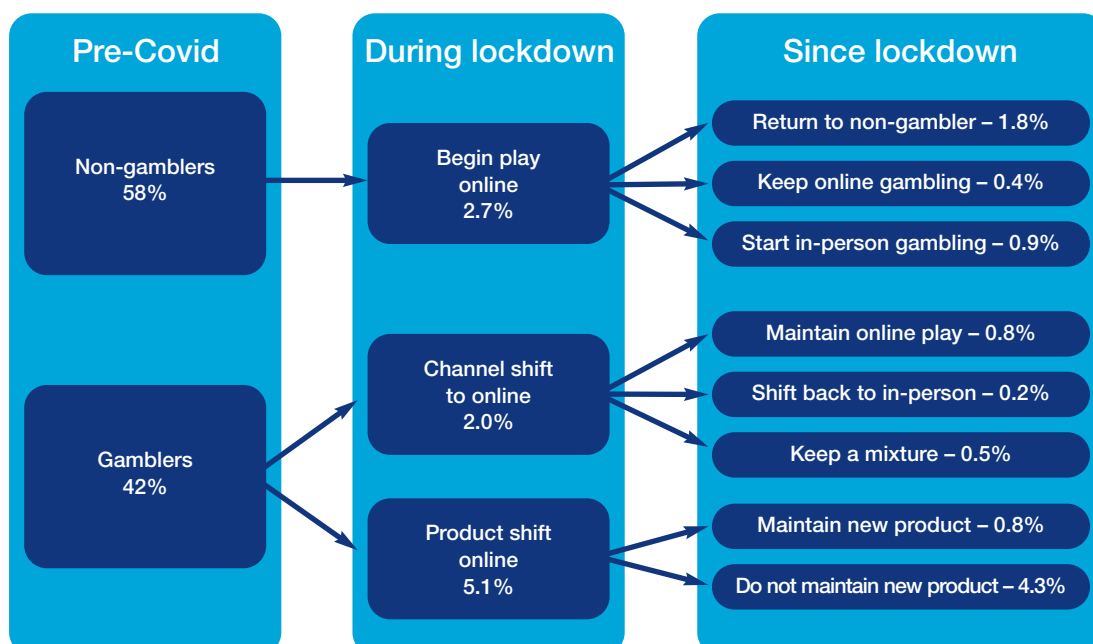 Pre-Covid
Non-gamblers
58%
Gamblers
42%
During lockdown
Begin play
online
2.7%
Channel shift
to online
2.0%
Product shift
online
5.1%
Since lockdown
Return to non-gambler – 1.8%
Keep online gambling – 0.4%
Start in-person gambling – 0.9%
Maintain online play – 0.8%
Shift back to in-person – 0.2%
Keep a mixture – 0.5%
Maintain new product – 0.8%
Do not maintain new product – 4.3%